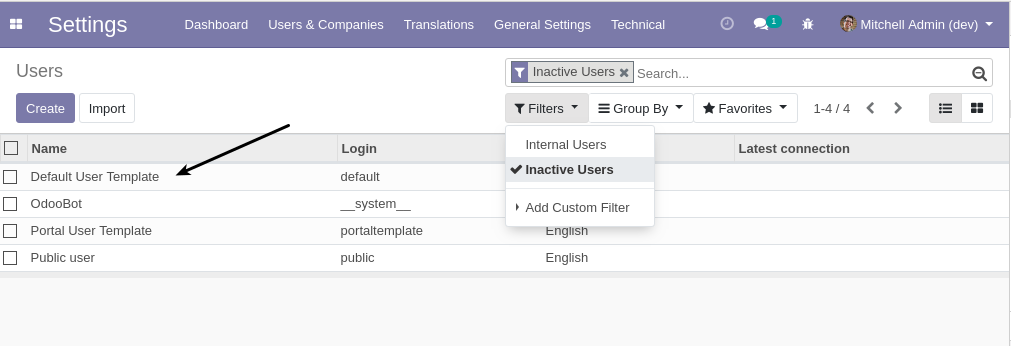 Settings Dashboard Users & Companies Translations General Settings Technical 1 Mitchell Admin (dev)
Users Inactive Users Search...
Create Import Filters Group By Favorites 1-4 / 4
Internal Users
Inactive Users
Add Custom Filter
Name Login Latest connection
Default User Template default
OdooBot __system__
Portal User Template portaltemplate English
Public user public English